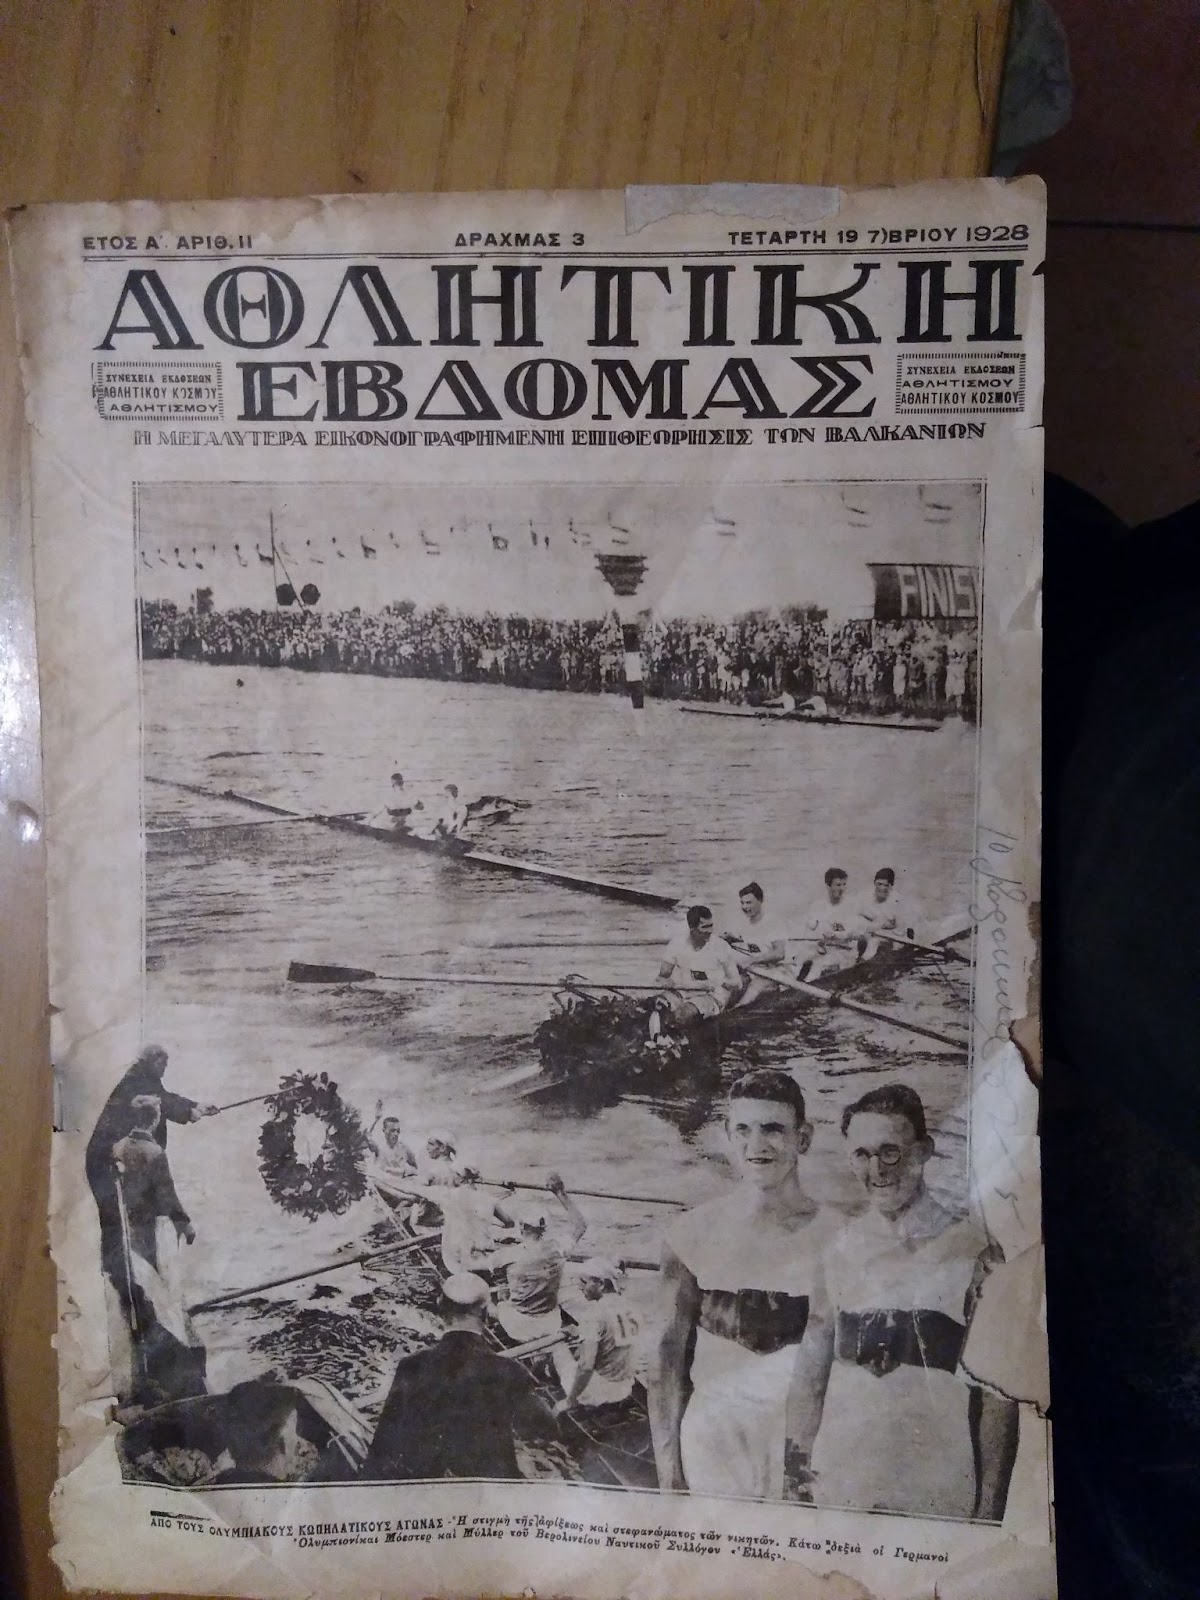 ΕΤΟΣ Α΄. ΑΡΙΘ. 11 ΔΡΑΧΜΑΣ 3 ΤΕΤΑΡΤΗ 19 7)ΒΡΙΟΥ 1928
ΑΘΛΗΤΙΚΗ
ΕΒΔΟΜΑΣ
ΣΥΝΕΧΕΙΑ ΕΚΔΟΣΕΩΝ
ΑΘΛΗΤΙΚΟΥ ΚΟΣΜΟΥ
ΑΘΛΗΤΙΣΜΟΥ
ΣΥΝΕΧΕΙΑ ΕΚΔΟΣΕΩΝ
ΑΘΛΗΤΙΣΜΟΥ
ΑΘΛΗΤΙΚΟΥ ΚΟΣΜΟΥ
Η ΜΕΓΑΛΥΤΕΡΑ ΕΙΚΟΝΟΓΡΑΦΗΜΕΝΗ ΕΠΙΘΕΩΡΗΣΙΣ ΤΩΝ ΒΑΛΚΑΝΙΩΝ
FINIS
ΑΠΟ ΤΟΥΣ ΟΛΥΜΠΙΑΚΟΥΣ ΚΩΠΗΛΑΤΙΚΟΥΣ ΑΓΩΝΑΣ - Ἡ στιγμὴ τῆς ἀφίξεως καὶ στεφανώματος τῶν νικητῶν. Κάτω δεξιὰ οἱ Γερμανοὶ
Ὀλυμπιονῖκαι Μόεστερ καὶ Μύλλερ τοῦ Βερολινείου Ναυτικοῦ Συλλόγου «Ἑλλάς».